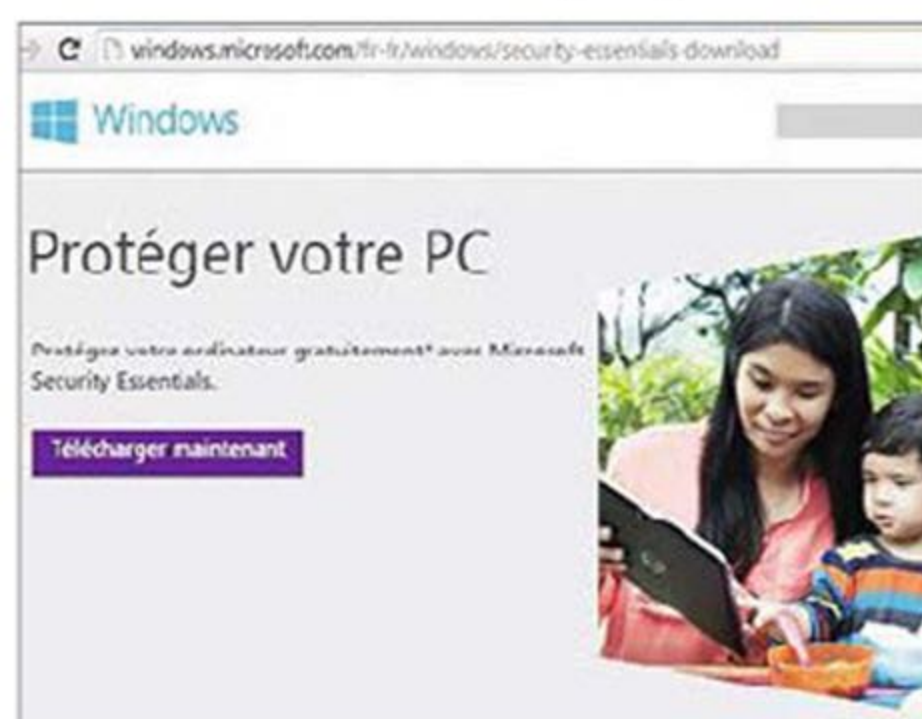 windows.microsoft.com/fr-fr/windows/security-essentials-download
Windows
Protéger votre PC
Protégez votre ordinateur gratuitement* avec Microsoft
Security Essentials.
Télécharger maintenant